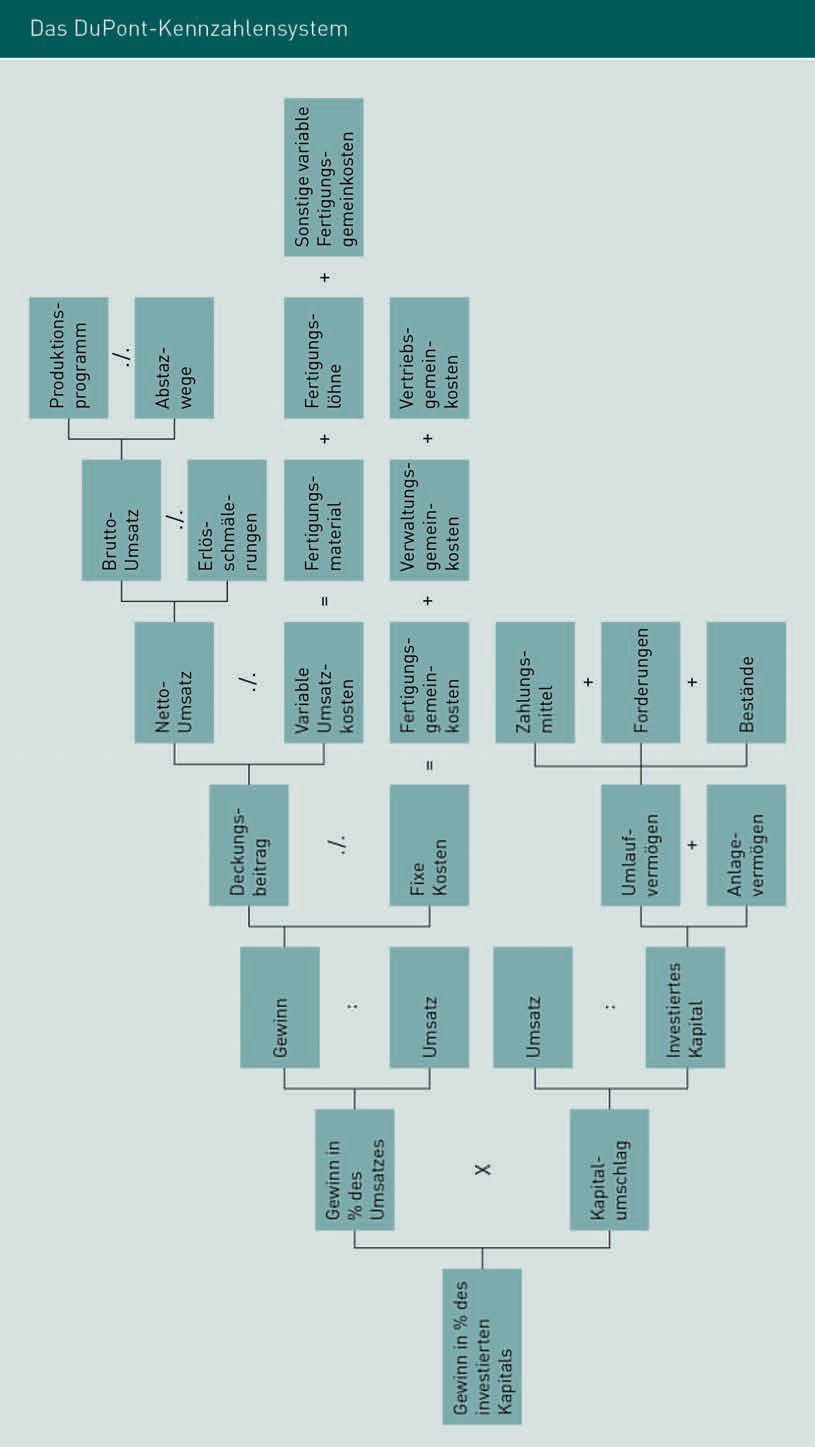 Das DuPont-Kennzahlensystem
Gewinn in % des
investierten
Kapitals
Gewinn in
% des
Umsatzes
X
Kapital-
umschlag
Gewinn
:
Umsatz
Umsatz
:
Investiertes
Kapital
Deckungs-
beitrag
./.
Fixe
Kosten
Umlauf-
vermögen
+
Anlage-
vermögen
Netto-
Umsatz
./.
Variable
Umsatz-
kosten
=
Fertigungs-
gemein-
kosten
Zahlungs-
mittel
+
Forderungen
+
Bestände
Brutto-
Umsatz
./.
Erlös-
schmäle-
rungen
=
Fertigungs-
material
+
Verwaltungs-
gemein-
kosten
Produktions-
programm
./.
Abstaz-
wege
+
Fertigungs-
löhne
+
Vertriebs-
gemein-
kosten
+
Sonstige variable
Fertigungs-
gemeinkosten